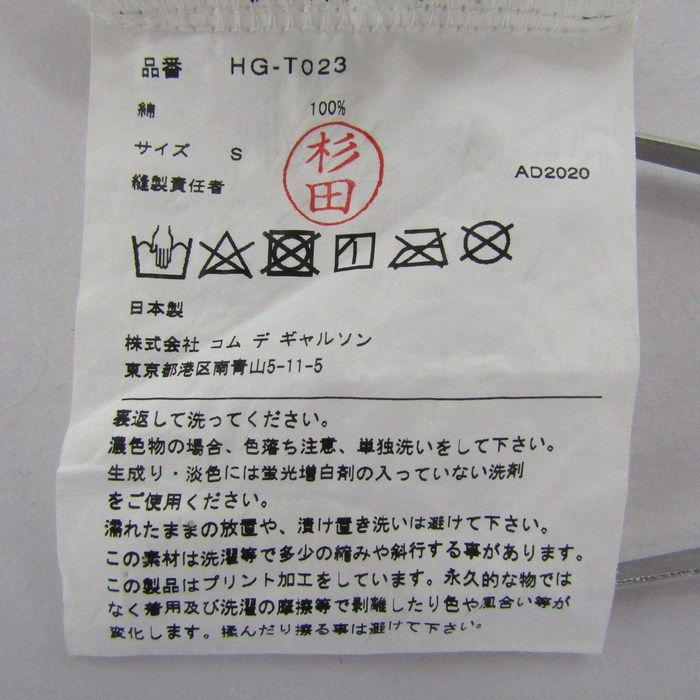 品番 HG-T023
綿 100%
サイズ S
杉田
縫製責任者
AD2020
日本製
株式会社 コム デ ギャルソン
東京都港区南青山5-11-5
裏返して洗ってください。
濃色物の場合、色落ち注意、単独洗いをして下さい。
生成り・淡色には蛍光増白剤の入っていない洗剤
をご使用ください。
濡れたままの放置や、漬け置き洗いは避けて下さい。
この素材は洗濯等で多少の縮みや斜行する事があります。
この製品はプリント加工をしています。永久的な物では
なく着用及び洗濯の摩擦等で剥離したり色や風合い等が
変化します。揉んだり擦る事は避けて下さい。